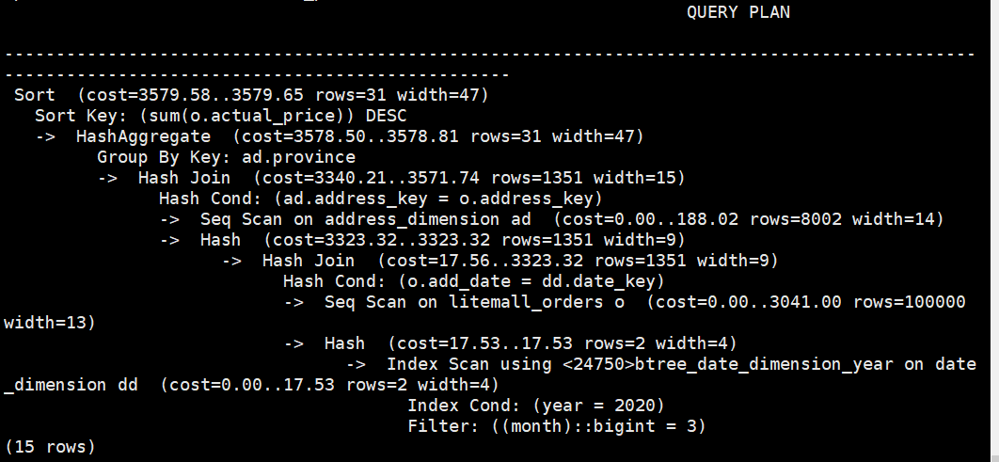 QUERY PLAN
----------------------------------------------------------------------------------------------
-------------------------------------------------
Sort  (cost=3579.58..3579.65 rows=31 width=47)
  Sort Key: (sum(o.actual_price)) DESC
  ->  HashAggregate  (cost=3578.50..3578.81 rows=31 width=47)
        Group By Key: ad.province
        ->  Hash Join  (cost=3340.21..3571.74 rows=1351 width=15)
              Hash Cond: (ad.address_key = o.address_key)
              ->  Seq Scan on address_dimension ad  (cost=0.00..188.02 rows=8002 width=14)
              ->  Hash  (cost=3323.32..3323.32 rows=1351 width=9)
                    ->  Hash Join  (cost=17.56..3323.32 rows=1351 width=9)
                          Hash Cond: (o.add_date = dd.date_key)
                          ->  Seq Scan on litemall_orders o  (cost=0.00..3041.00 rows=100000
width=13)
                          ->  Hash  (cost=17.53..17.53 rows=2 width=4)
                                ->  Index Scan using <24750>btree_date_dimension_year on date
_dimension dd  (cost=0.00..17.53 rows=2 width=4)
                                      Index Cond: (year = 2020)
                                      Filter: ((month)::bigint = 3)
(15 rows)